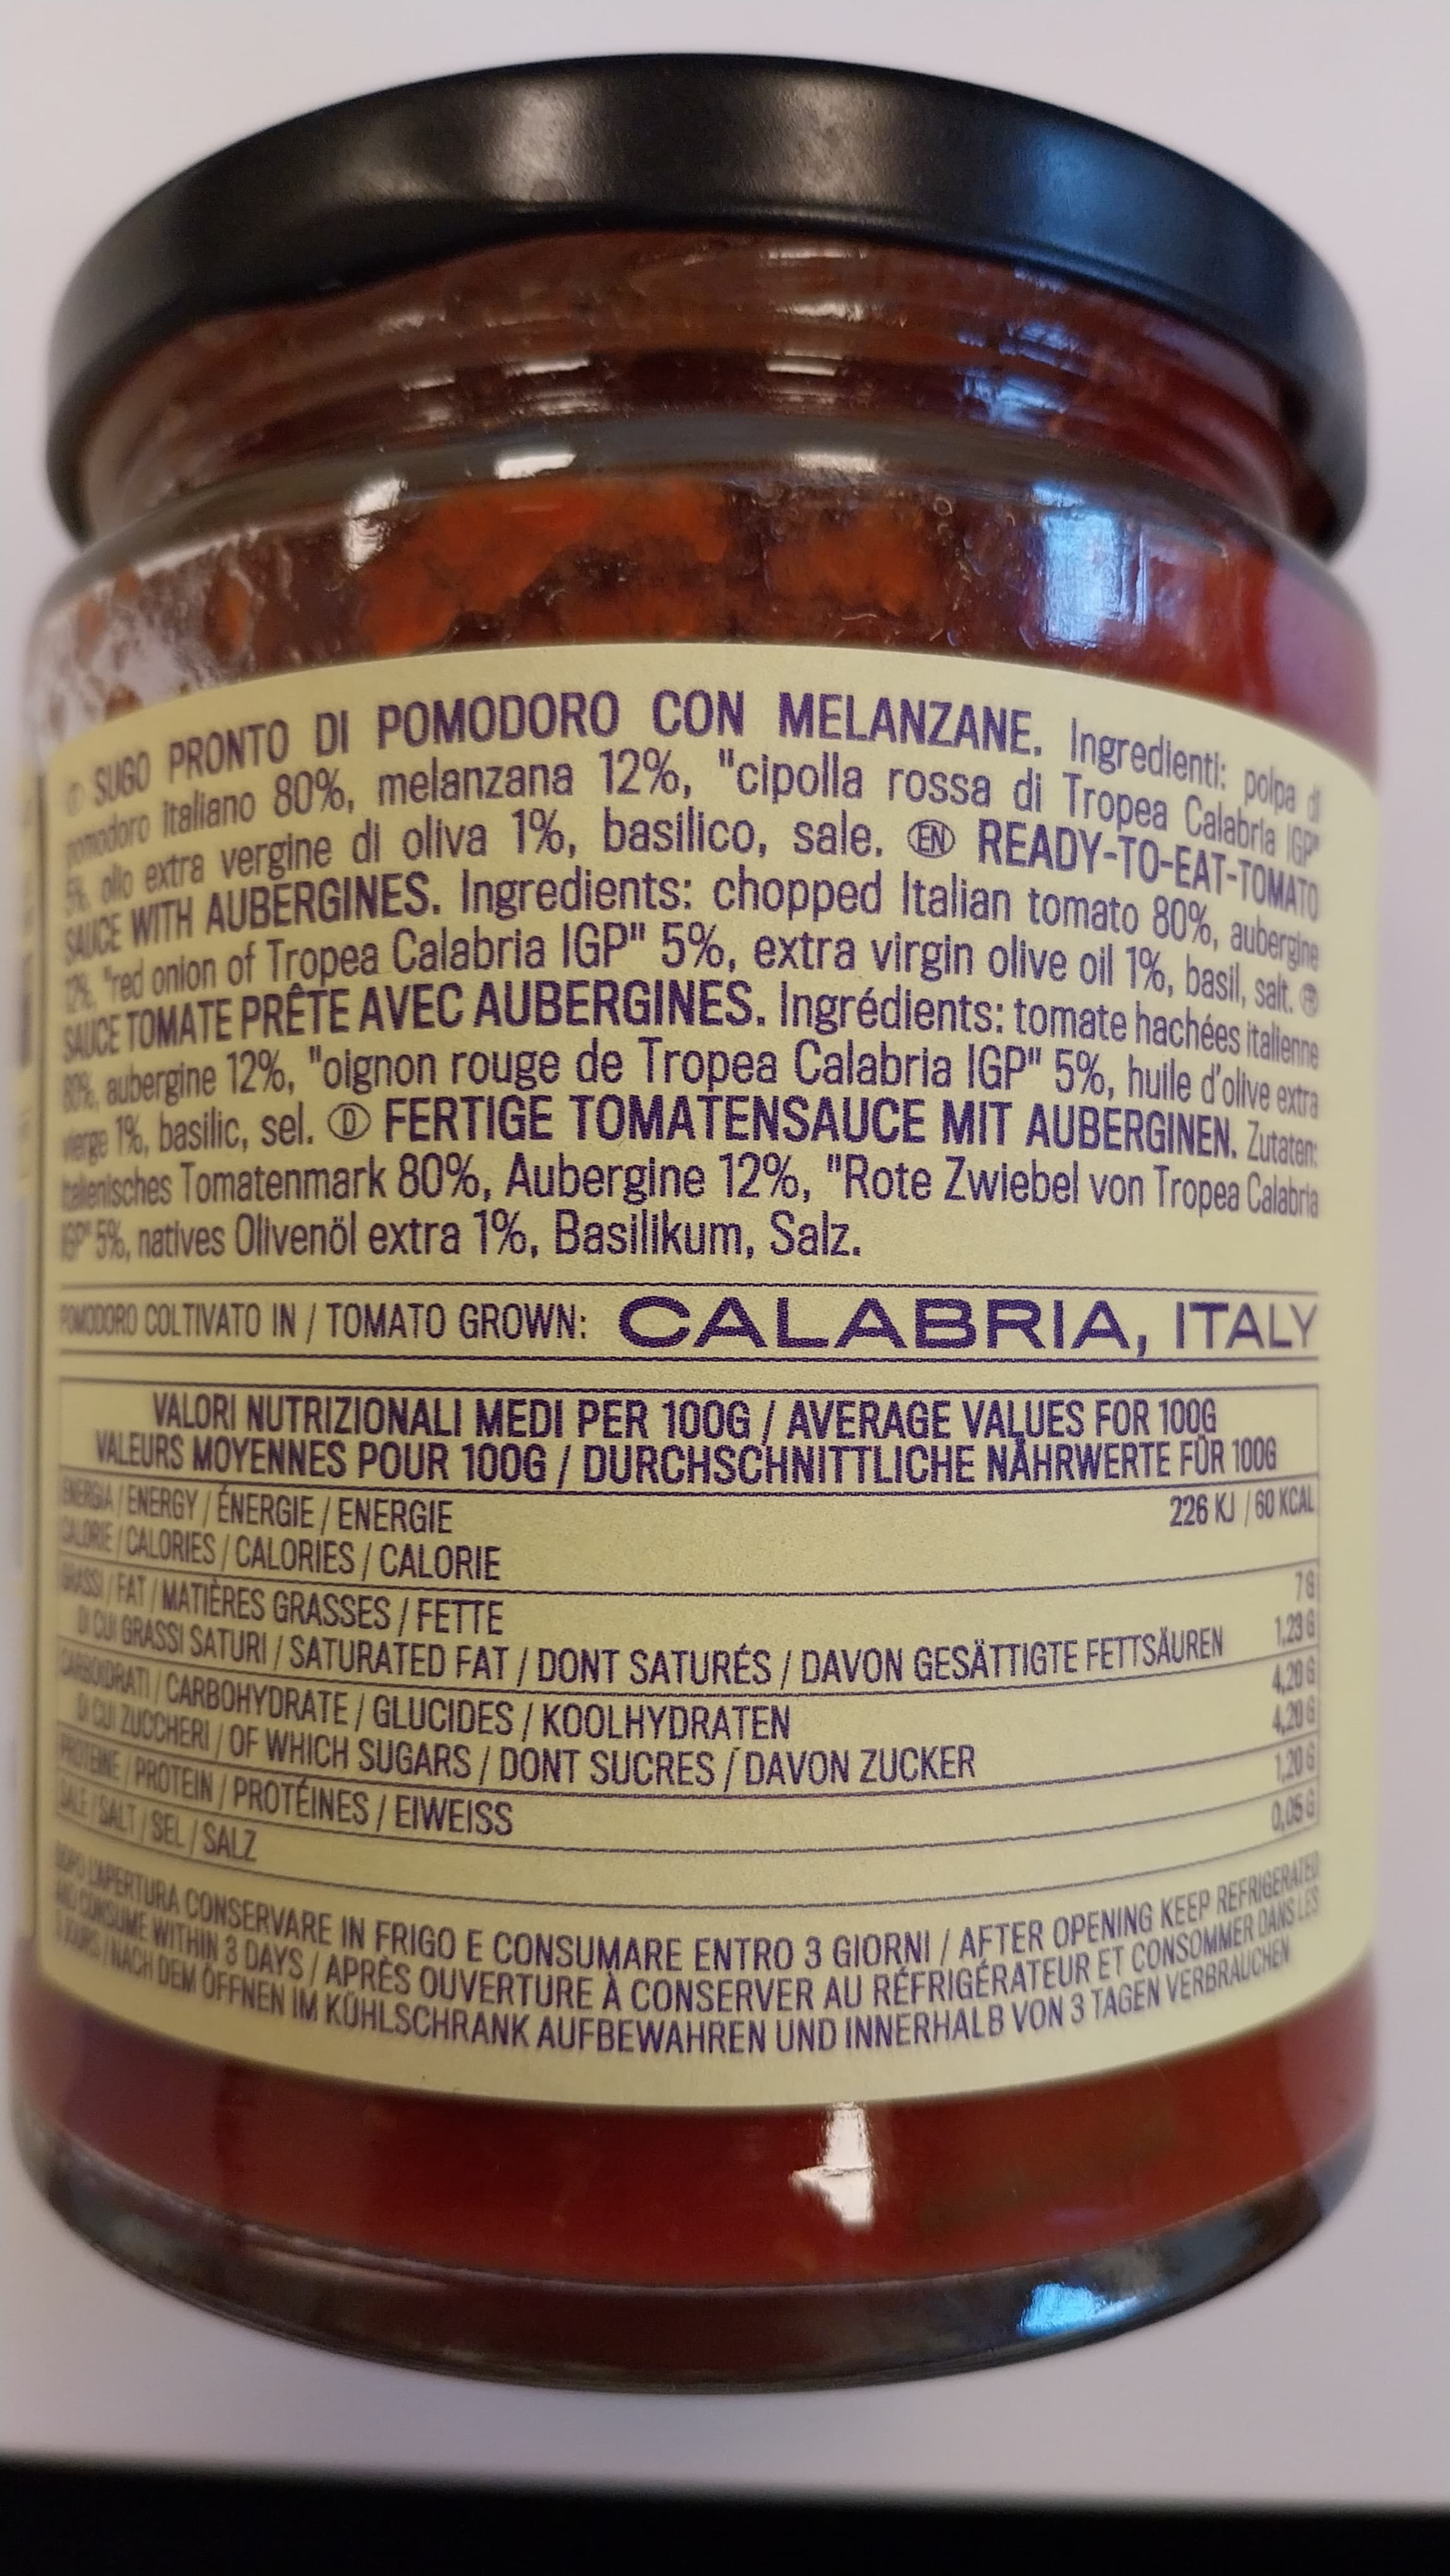 SUGO PRONTO DI POMODORO CON MELANZANE. Ingredienti: polpa di
pomodoro italiano 80%, melanzana 12%, "cipolla rossa di Tropea Calabria IGP"
5%, olio extra vergine di oliva 1%, basilico, sale. EN READY-TO-EAT-TOMATO
SAUCE WITH AUBERGINES. Ingredients: chopped Italian tomato 80%, aubergine
12%, "red onion of Tropea Calabria IGP" 5%, extra virgin olive oil 1%, basil, salt.
SAUCE TOMATE PRÊTE AVEC AUBERGINES. Ingrédients: tomate hachées italienne
80%, aubergine 12%, "oignon rouge de Tropea Calabria IGP" 5%, huile d'olive extra
vierge 1%, basilic, sel. D FERTIGE TOMATENSAUCE MIT AUBERGINEN. Zutaten:
Italienisches Tomatenmark 80%, Aubergine 12%, "Rote Zwiebel von Tropea Calabria
IGP" 5%, natives Olivenöl extra 1%, Basilikum, Salz.
POMODORO COLTIVATO IN / TOMATO GROWN: CALABRIA, ITALY
VALORI NUTRIZIONALI MEDI PER 100G / AVERAGE VALUES FOR 100G
VALEURS MOYENNES POUR 100G / DURCHSCHNITTLICHE NÄHRWERTE FÜR 100G
ENERGIA / ENERGY / ÉNERGIE / ENERGIE 226 KJ / 60 KCAL
CALORIE / CALORIES / CALORIES / CALORIE
GRASSI / FAT / MATIÈRES GRASSES / FETTE 7G
DI CUI GRASSI SATURI / SATURATED FAT / DONT SATURÉS / DAVON GESÄTTIGTE FETTSÄUREN 1,23 G
CARBOIDRATI / CARBOHYDRATE / GLUCIDES / KOOLHYDRATEN 4,20 G
DI CUI ZUCCHERI / OF WHICH SUGARS / DONT SUCRES / DAVON ZUCKER 4,20 G
PROTEINE / PROTEIN / PROTÉINES / EIWEISS 1,20 G
SALE / SALT / SEL / SALZ 0,05 G
DOPO L'APERTURA CONSERVARE IN FRIGO E CONSUMARE ENTRO 3 GIORNI / AFTER OPENING KEEP REFRIGERATED
AND CONSUME WITHIN 3 DAYS / APRÈS OUVERTURE À CONSERVER AU RÉFRIGÉRATEUR ET CONSOMMER DANS LES
JOURS / NACH DEM ÖFFNEN IM KÜHLSCHRANK AUFBEWAHREN UND INNERHALB VON 3 TAGEN VERBRAUCHEN